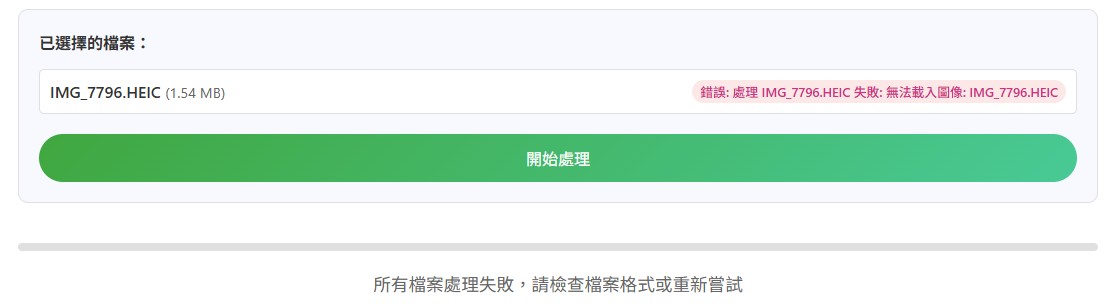 已選擇的檔案：
IMG_7796.HEIC (1.54 MB) 錯誤: 處理 IMG_7796.HEIC 失敗: 無法載入圖像: IMG_7796.HEIC
開始處理
所有檔案處理失敗，請檢查檔案格式或重新嘗試